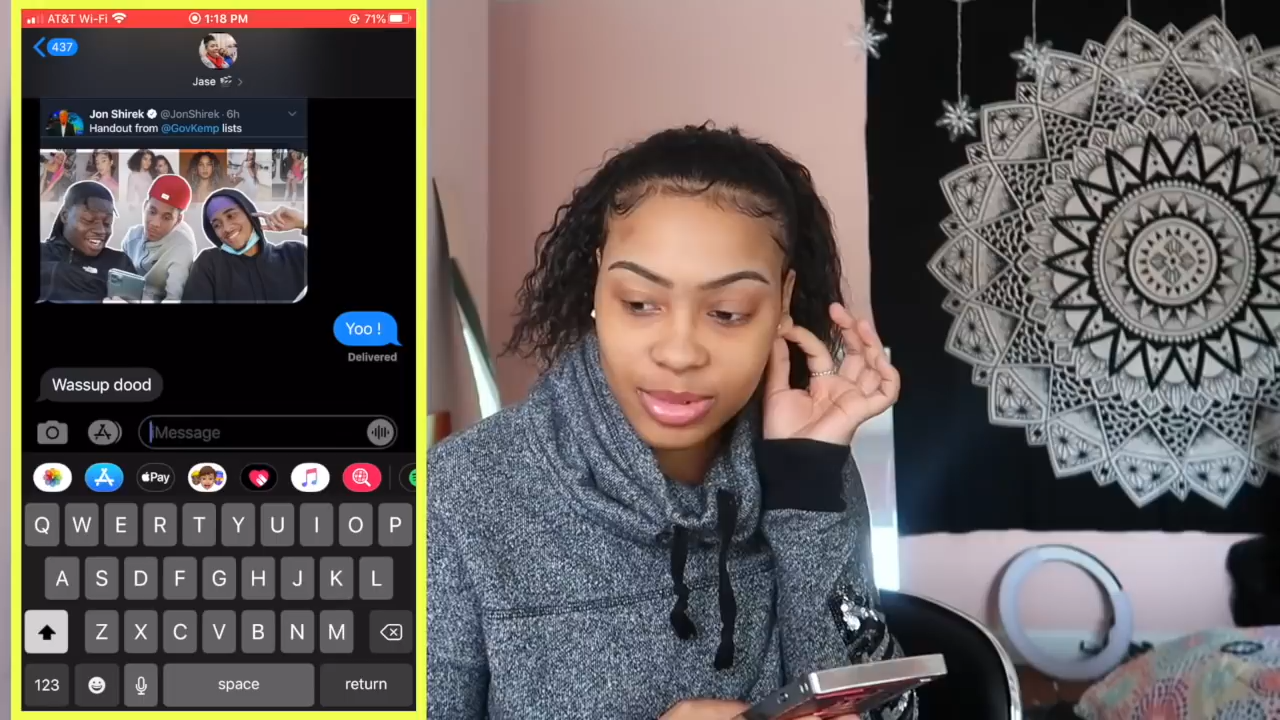 AT&T Wi-Fi 1:18 PM 71%
437
Jase
Jon Shirek @JonShirek · 6h
Handout from @GovKemp lists
Yoo !
Delivered
Wassup dood
iMessage
Pay
Q W E R T Y U I O P
A S D F G H J K L
Z X C V B N M
123 space return